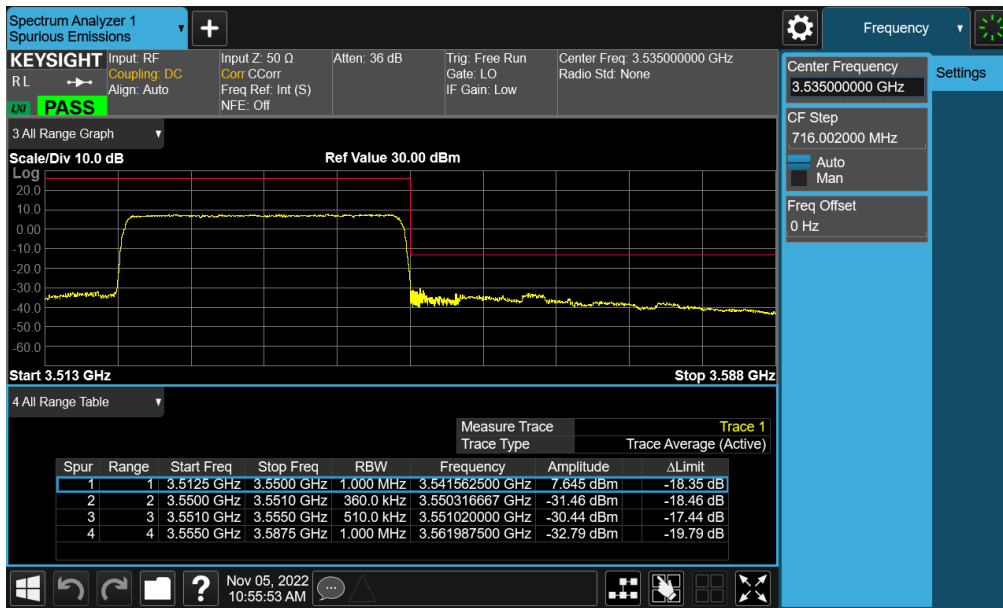 Spectrum Analyzer 1
Spurious Emissions
Frequency
KEYSIGHT
R L
LXI
PASS
Input: RF
Coupling: DC
Align: Auto
Input Z: 50 Ω
Corr CCorr
Freq Ref: Int (S)
NFE: Off
Atten: 36 dB
Trig: Free Run
Gate: LO
IF Gain: Low
Center Freq: 3.535000000 GHz
Radio Std: None
Center Frequency
3.535000000 GHz
Settings
CF Step
716.002000 MHz
Auto
Man
Freq Offset
0 Hz
3 All Range Graph
Scale/Div 10.0 dB
Ref Value 30.00 dBm
Log
20.0
10.0
0.00
-10.0
-20.0
-30.0
-40.0
-50.0
-60.0
Start 3.513 GHz
Stop 3.588 GHz
4 All Range Table
Measure Trace Trace 1
Trace Type Trace Average (Active)
Spur Range Start Freq Stop Freq RBW Frequency Amplitude ΔLimit
1 1 3.5125 GHz 3.5500 GHz 1.000 MHz 3.541562500 GHz 7.645 dBm -18.35 dB
2 2 3.5500 GHz 3.5510 GHz 360.0 kHz 3.550316667 GHz -31.46 dBm -18.46 dB
3 3 3.5510 GHz 3.5550 GHz 510.0 kHz 3.551020000 GHz -30.44 dBm -17.44 dB
4 4 3.5550 GHz 3.5875 GHz 1.000 MHz 3.561987500 GHz -32.79 dBm -19.79 dB
Nov 05, 2022
10:55:53 AM